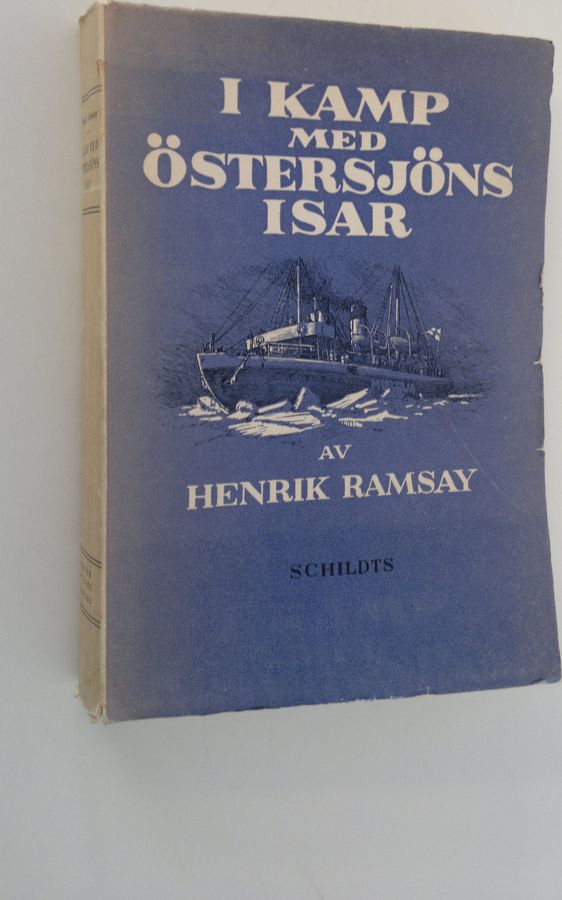 I KAMP
MED
ÖSTERSJÖNS
ISAR
AV
HENRIK RAMSAY
SCHILDTS